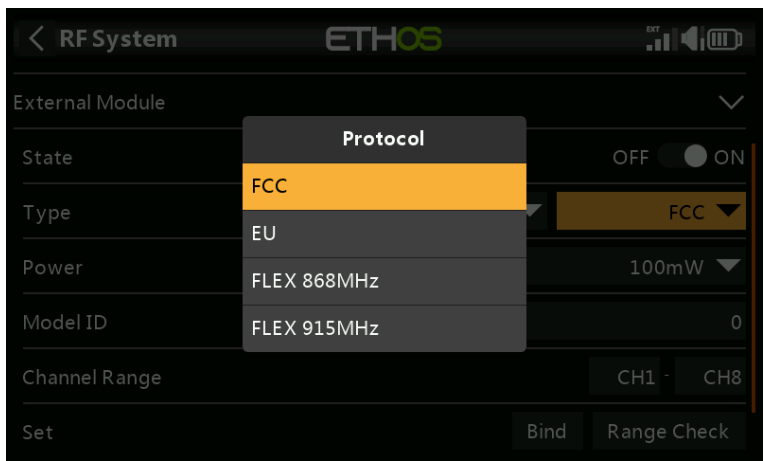 RF System
ETHOS
EXT
External Module
Protocol
State
OFF
ON
FCC
Type
FCC
EU
Power
100mW
FLEX 868MHz
Model ID
0
FLEX 915MHz
Channel Range
CH1 - CH8
Set
Bind
Range Check